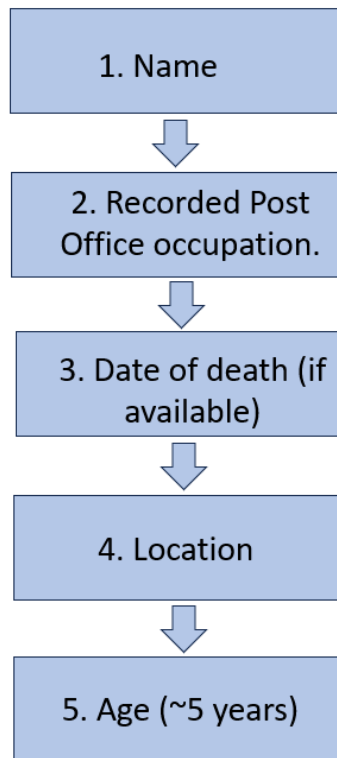 1. Name
2. Recorded Post
Office occupation.
3. Date of death (if
available)
4. Location
5. Age (~5 years)